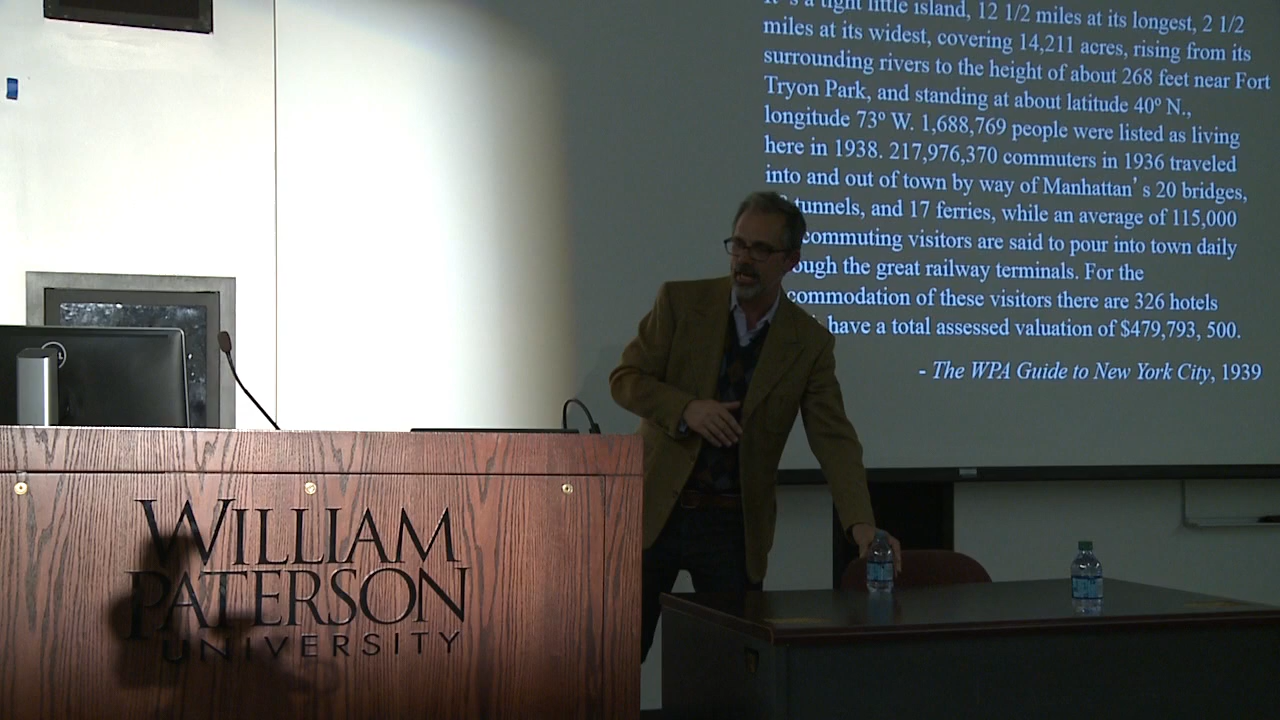 s a tight little island, 12 1/2 miles at its longest, 2 1/2
miles at its widest, covering 14,211 acres, rising from its
surrounding rivers to the height of about 268 feet near Fort
Tryon Park, and standing at about latitude 40º N.,
longitude 73º W. 1,688,769 people were listed as living
here in 1938. 217,976,370 commuters in 1936 traveled
into and out of town by way of Manhattan's 20 bridges,
tunnels, and 17 ferries, while an average of 115,000
commuting visitors are said to pour into town daily
the great railway terminals. For the
of these visitors there are 326 hotels
have a total assessed valuation of $479,793, 500.
- The WPA Guide to New York City, 1939
WILLIAM
PATERSON
UNIVERSITY